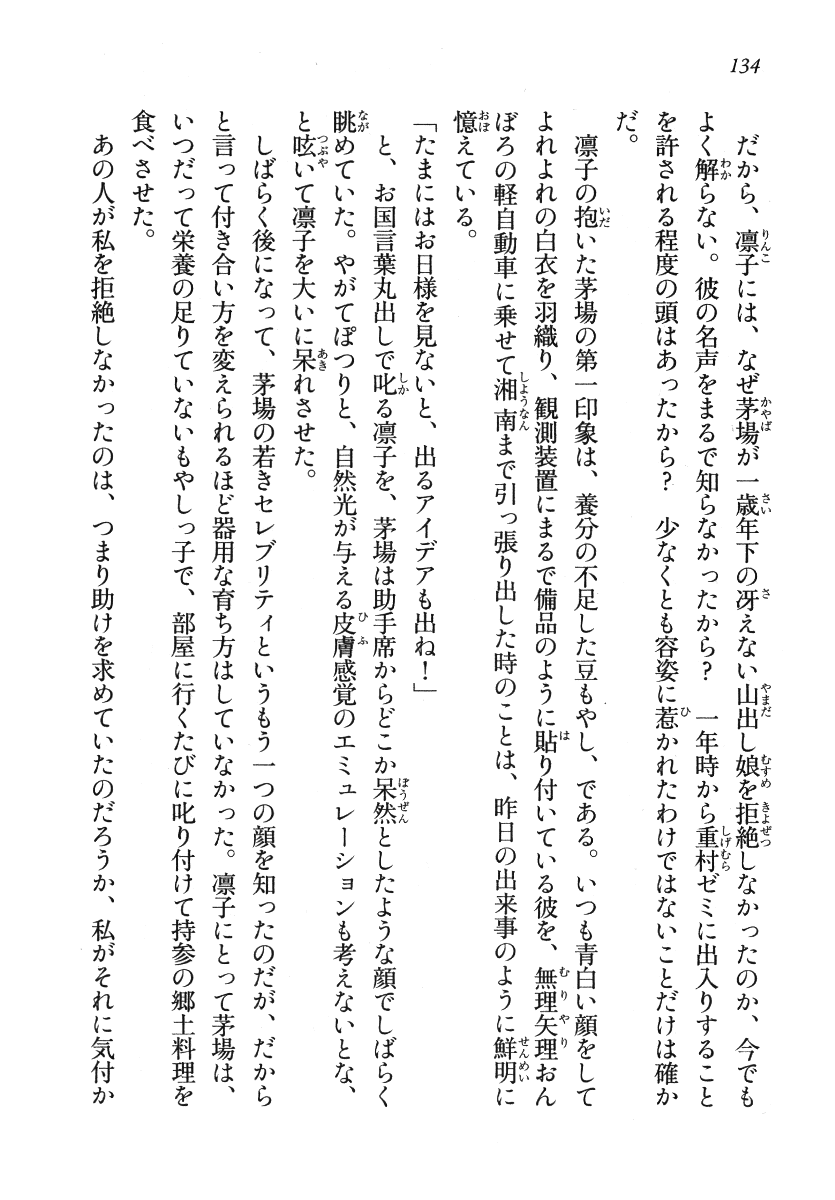 134
だから、凛子には、なぜ茅場が一歳年下の冴えない山出し娘を拒絶しなかったのか、今でも
よく解らない。彼の名声をまるで知らなかったから？　一年時から重村ゼミに出入りすること
を許される程度の頭はあったから？　少なくとも容姿に惹かれたわけではないことだけは確か
だ。
凛子の抱いた茅場の第一印象は、養分の不足した豆もやし、である。いつも青白い顔をして
よれよれの白衣を羽織り、観測装置にまるで備品のように貼り付いている彼を、無理矢理おん
ぼろの軽自動車に乗せて湘南まで引っ張り出した時のことは、昨日の出来事のように鮮明に
憶えている。
「たまにはお日様を見ないと、出るアイデアも出ね！」
と、お国言葉丸出しで叱る凛子を、茅場は助手席からどこか呆然としたような顔でしばらく
眺めていた。やがてぽつりと、自然光が与える皮膚感覚のエミュレーションも考えないとな、
と呟いて凛子を大いに呆れさせた。
しばらく後になって、茅場の若きセレブリティというもう一つの顔を知ったのだが、だから
と言って付き合い方を変えられるほど器用な育ち方はしていなかった。凛子にとって茅場は、
いつだって栄養の足りていないもやしっ子で、部屋に行くたびに叱り付けて持参の郷土料理を
食べさせた。
あの人が私を拒絶しなかったのは、つまり助けを求めていたのだろうか、私がそれに気付か